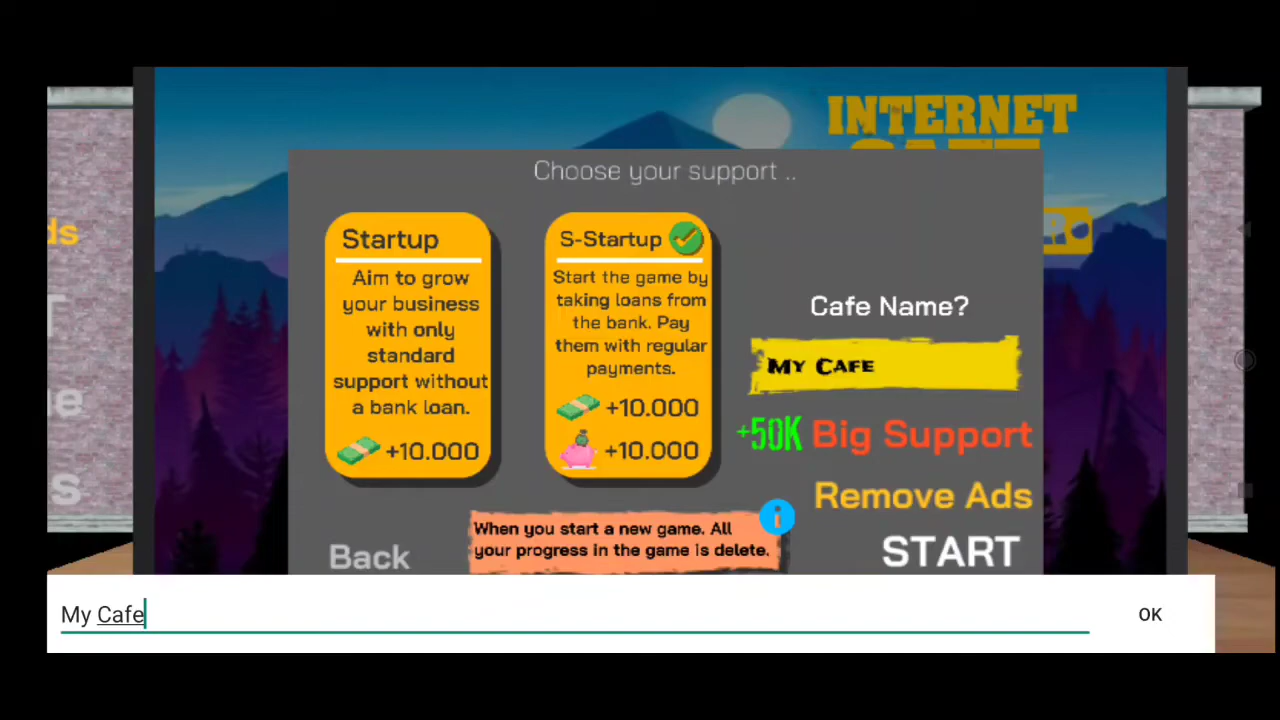 INTERNET
Choose your support ..
ds
Startup
Aim to grow
your business
with only
standard
support without
a bank loan.
+10.000
S-Startup
Start the game by
taking loans from
the bank. Pay
them with regular
payments.
+10.000
+10.000
Cafe Name?
My Cafe
+50K Big Support
Remove Ads
START
When you start a new game. All
your progress in the game is delete.
i
Back
My Cafe
OK